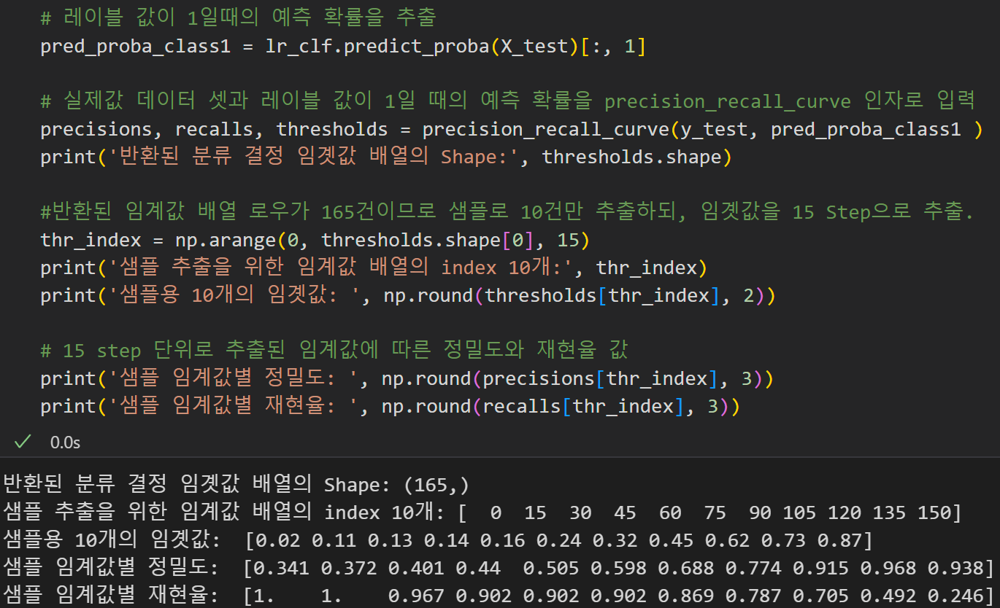 # 레이블 값이 1일때의 예측 확률을 추출
pred_proba_class1 = lr_clf.predict_proba(X_test)[:, 1]
# 실제값 데이터 셋과 레이블 값이 1일 때의 예측 확률을 precision_recall_curve 인자로 입력
precisions, recalls, thresholds = precision_recall_curve(y_test, pred_proba_class1 )
print('반환된 분류 결정 임곗값 배열의 Shape:', thresholds.shape)
#반환된 임계값 배열 로우가 165건이므로 샘플로 10건만 추출하되, 임곗값을 15 Step으로 추출.
thr_index = np.arange(0, thresholds.shape[0], 15)
print('샘플 추출을 위한 임계값 배열의 index 10개:', thr_index)
print('샘플용 10개의 임곗값: ', np.round(thresholds[thr_index], 2))
# 15 step 단위로 추출된 임계값에 따른 정밀도와 재현율 값
print('샘플 임계값별 정밀도: ', np.round(precisions[thr_index], 3))
print('샘플 임계값별 재현율: ', np.round(recalls[thr_index], 3))
0.0s
반환된 분류 결정 임곗값 배열의 Shape: (165,)
샘플 추출을 위한 임계값 배열의 index 10개: [  0  15  30  45  60  75  90 105 120 135 150]
샘플용 10개의 임곗값:  [0.02 0.11 0.13 0.14 0.16 0.24 0.32 0.45 0.62 0.73 0.87]
샘플 임계값별 정밀도:  [0.341 0.372 0.401 0.44  0.505 0.598 0.688 0.774 0.915 0.968 0.938]
샘플 임계값별 재현율:  [1.    1.    0.967 0.902 0.902 0.902 0.869 0.787 0.705 0.492 0.246]